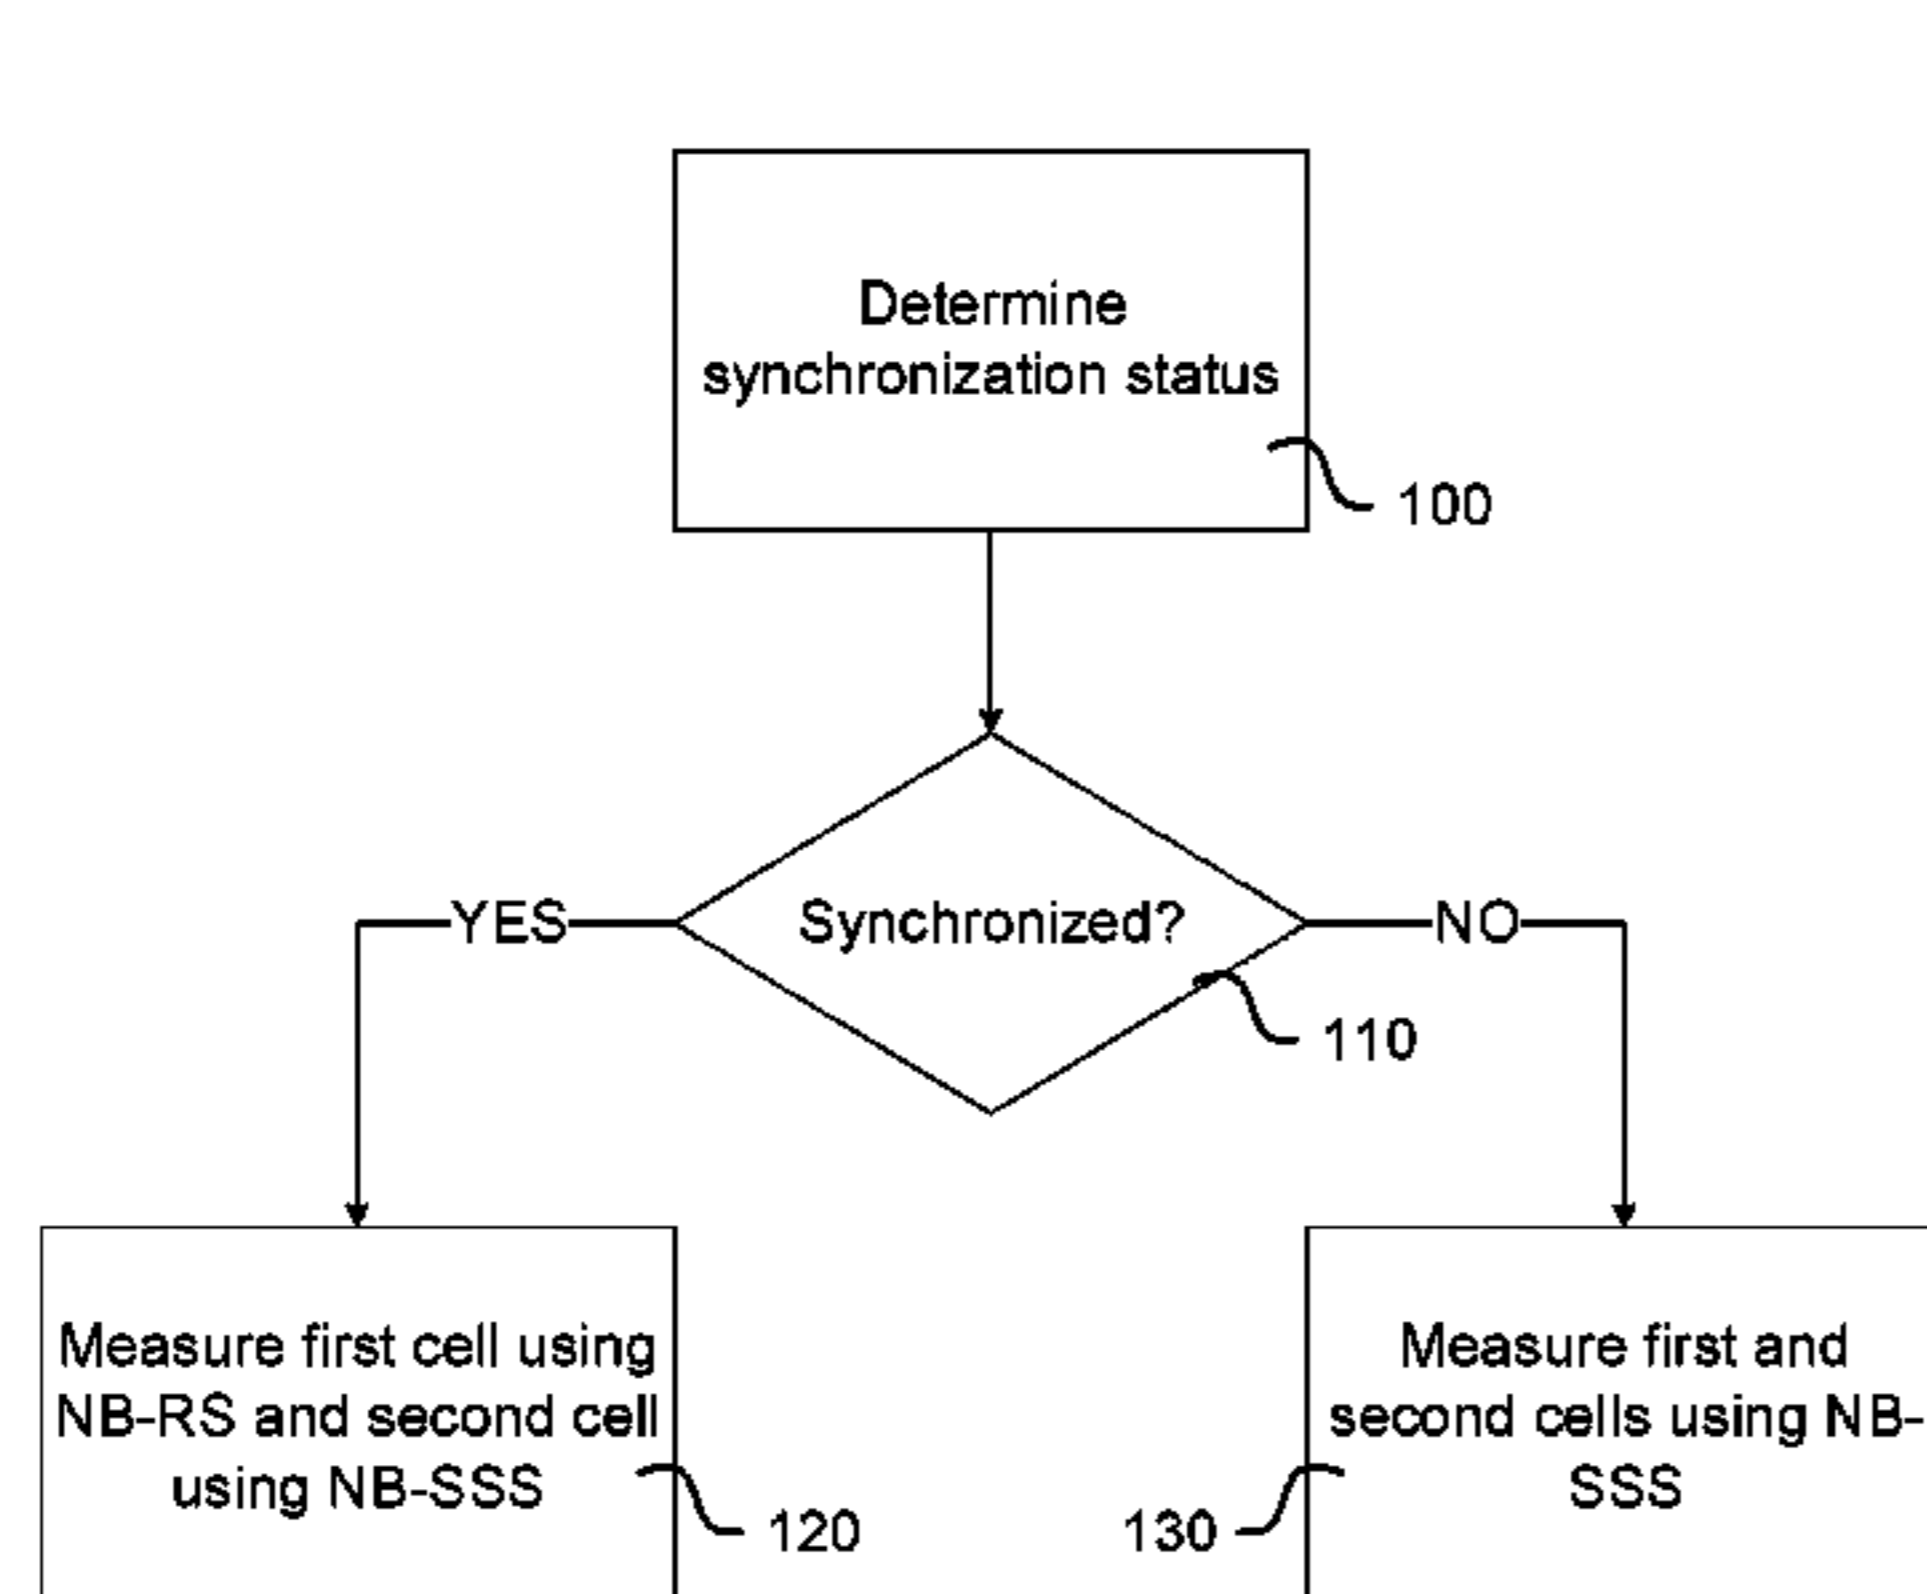 Determine
synchronization status
100
YES
Synchronized?
NO
110
Measure first cell using
NB-RS and second cell
using NB-SSS
120
Measure first and
second cells using NB-
SSS
130